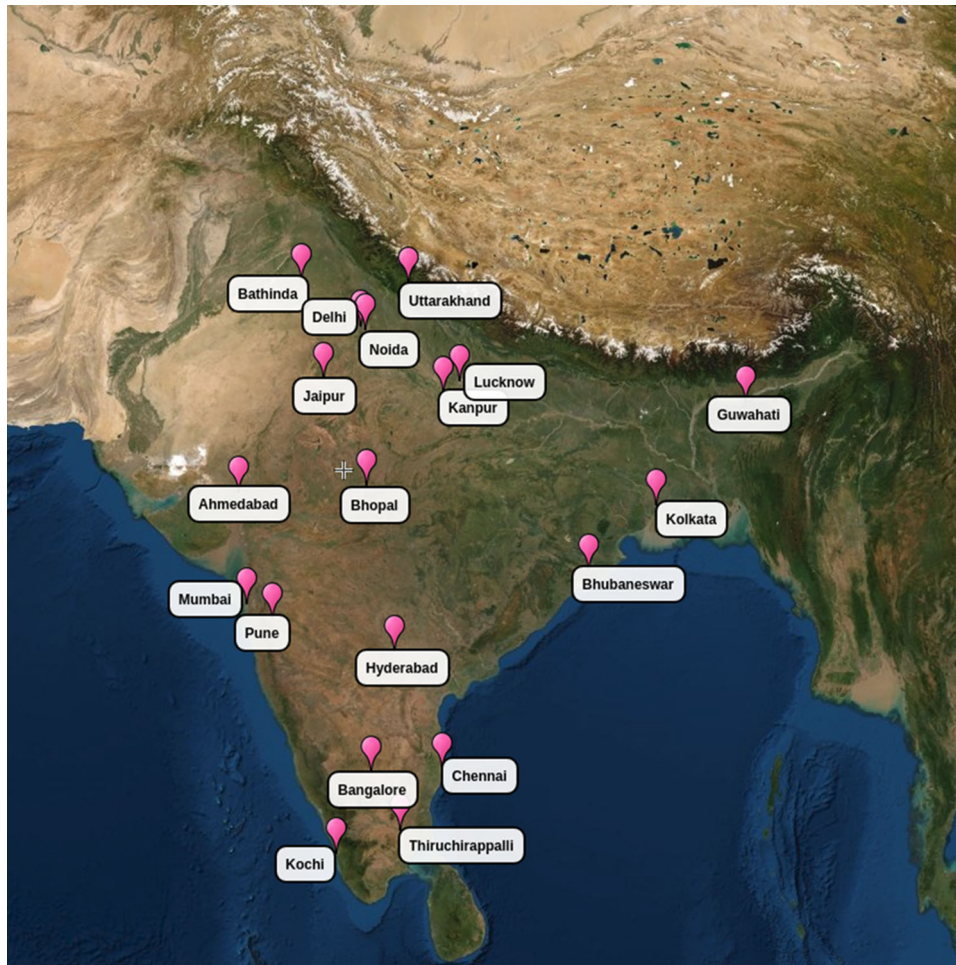 Bathinda
Uttarakhand
Delhi
Noida
Lucknow
Jaipur
Kanpur
Guwahati
Ahmedabad
Bhopal
Kolkata
Bhubaneswar
Mumbai
Pune
Hyderabad
Chennai
Bangalore
Thiruchirappalli
Kochi